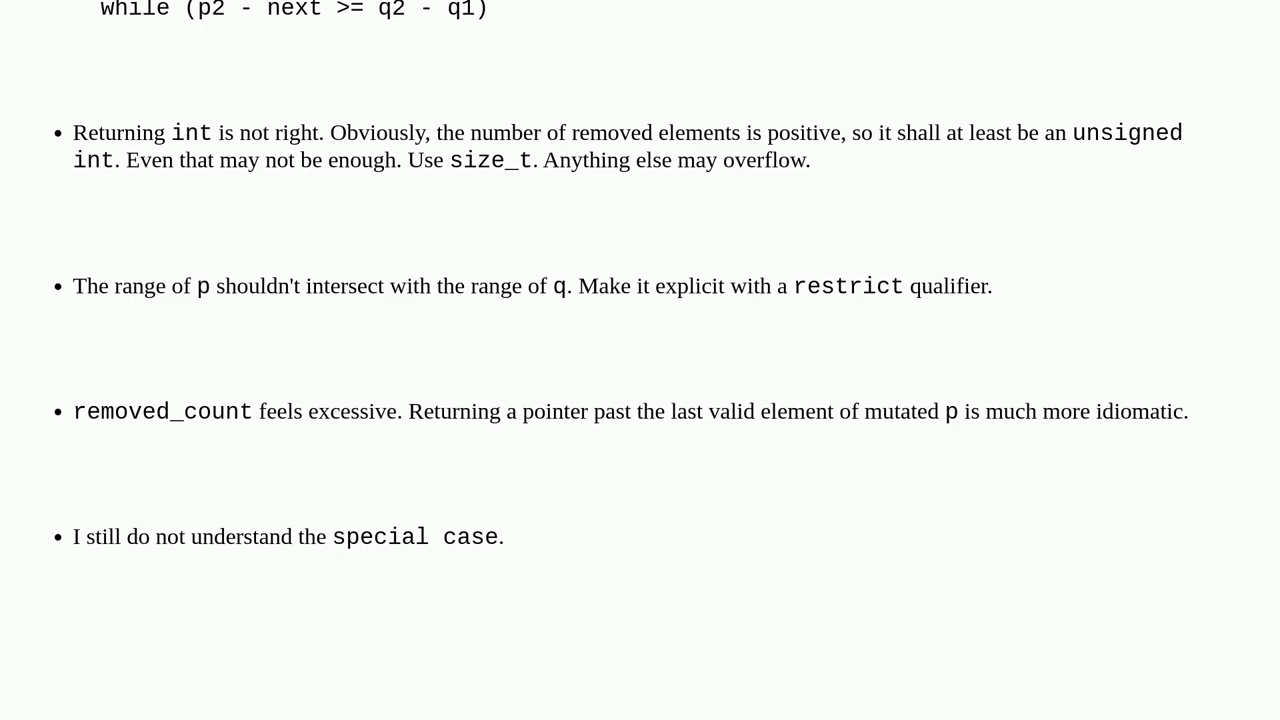 while (p2 - next >= q2 - q1)
• Returning int is not right. Obviously, the number of removed elements is positive, so it shall at least be an unsigned
int. Even that may not be enough. Use size_t. Anything else may overflow.
• The range of p shouldn't intersect with the range of q. Make it explicit with a restrict qualifier.
• removed_count feels excessive. Returning a pointer past the last valid element of mutated p is much more idiomatic.
• I still do not understand the special case.